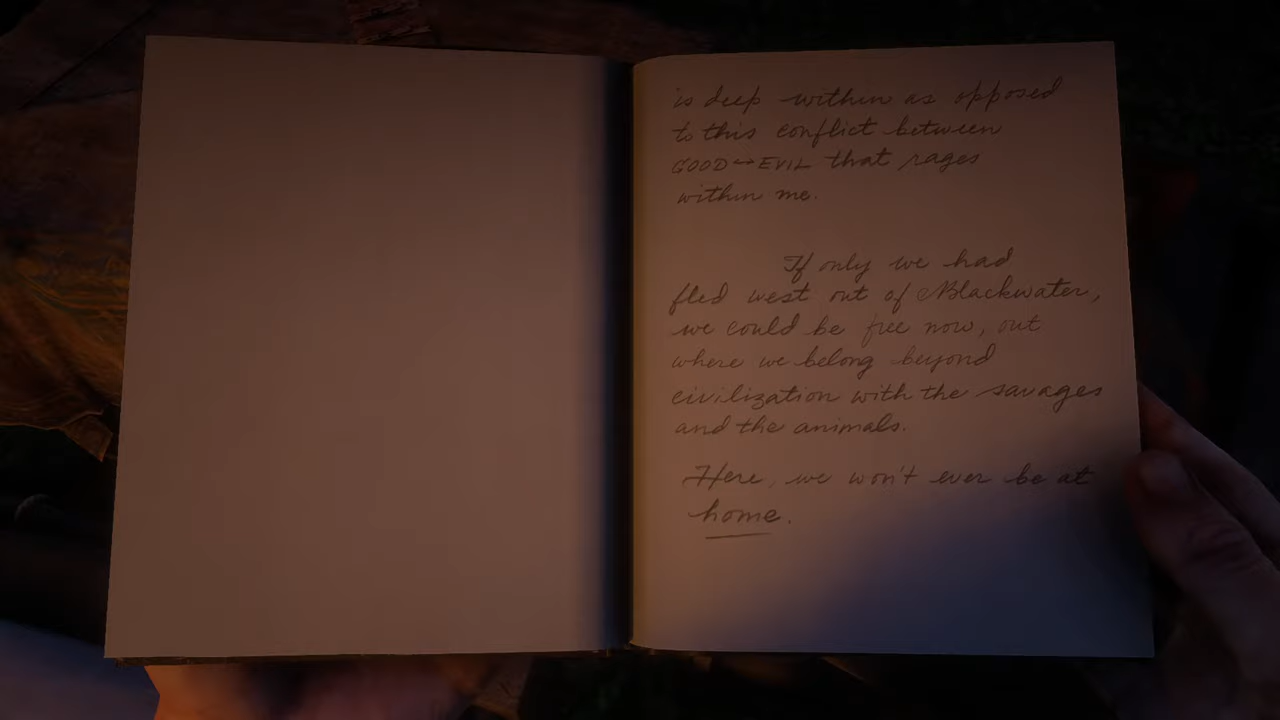 is deep within as opposed
to this conflict between
GOOD↔EVIL that rages
within me.
If only we had
fled west out of Blackwater,
we could be free now, out
where we belong beyond
civilization with the savages
and the animals.
Here, we won't ever be at
home.